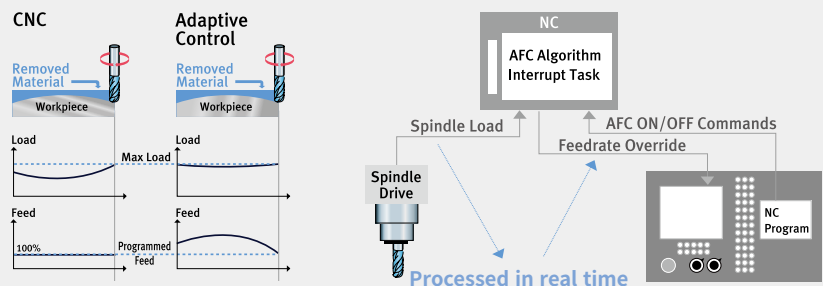 CNC
Adaptive
Control
Removed
Material
Workpiece
Removed
Material
Workpiece
Load
Max Load
Load
Feed
100%
Programmed
Feed
Feed
NC
AFC Algorithm
Interrupt Task
Spindle Load
AFC ON/OFF Commands
Feedrate Override
Spindle
Drive
NC
Program
Processed in real time